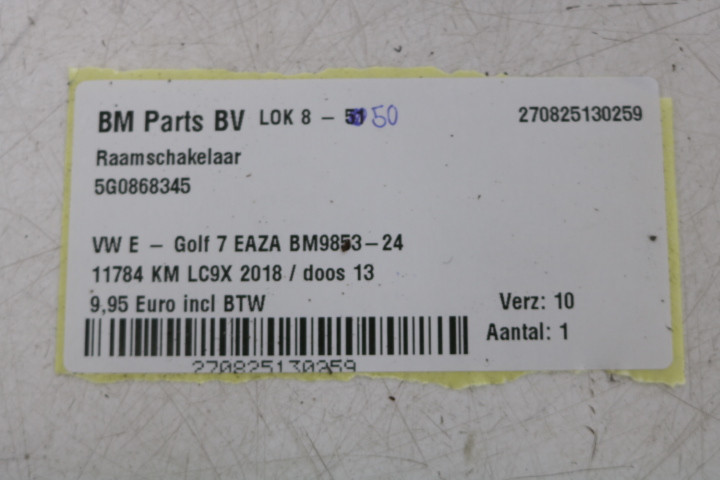 BM Parts BV LOK 8 - 50 270825130259
Raamschakelaar
5G0868345
VW E - Golf 7 EAZA BM9853-24
11784 KM LC9X 2018 / doos 13
9,95 Euro incl BTW Verz: 10
Aantal: 1
270825130259